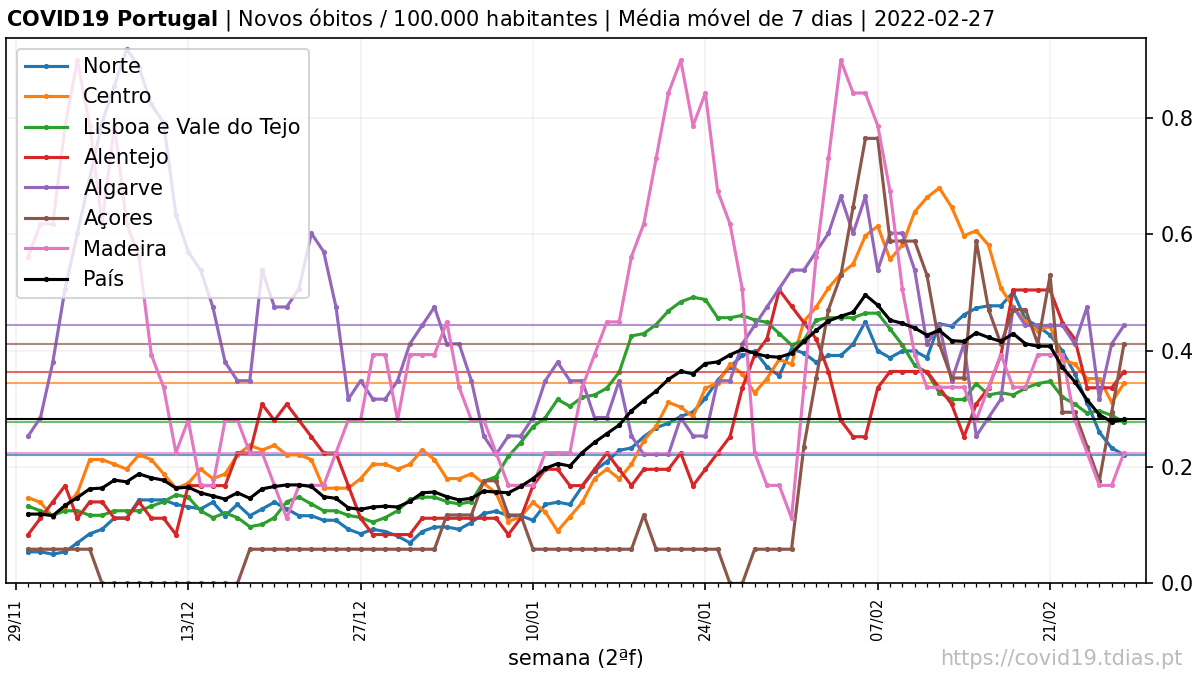 COVID19 Portugal | Novos óbitos / 100.000 habitantes | Média móvel de 7 dias | 2022-02-27
Norte
Centro
Lisboa e Vale do Tejo
Alentejo
Algarve
Açores
Madeira
País
0.8
0.6
0.4
0.2
0.0
29/11
13/12
27/12
10/01
24/01
07/02
21/02
semana (2ªf)
https://covid19.tdias.pt